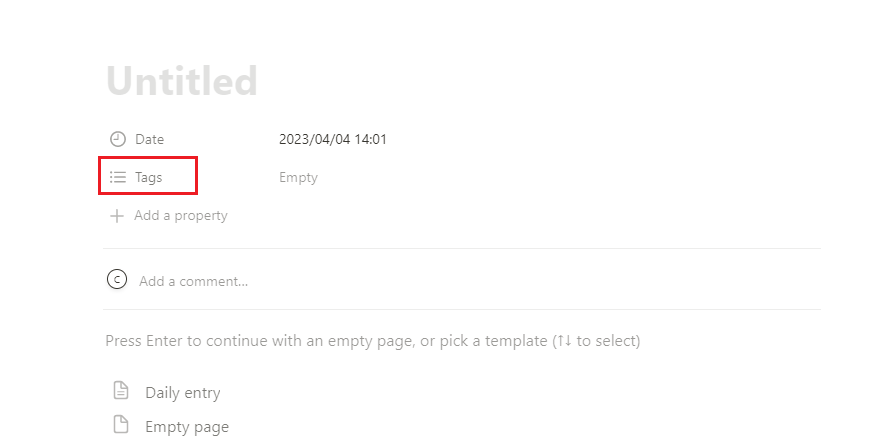 Untitled
Date 2023/04/04 14:01
Tags Empty
Add a property
C Add a comment...
Press Enter to continue with an empty page, or pick a template (↑↓ to select)
Daily entry
Empty page